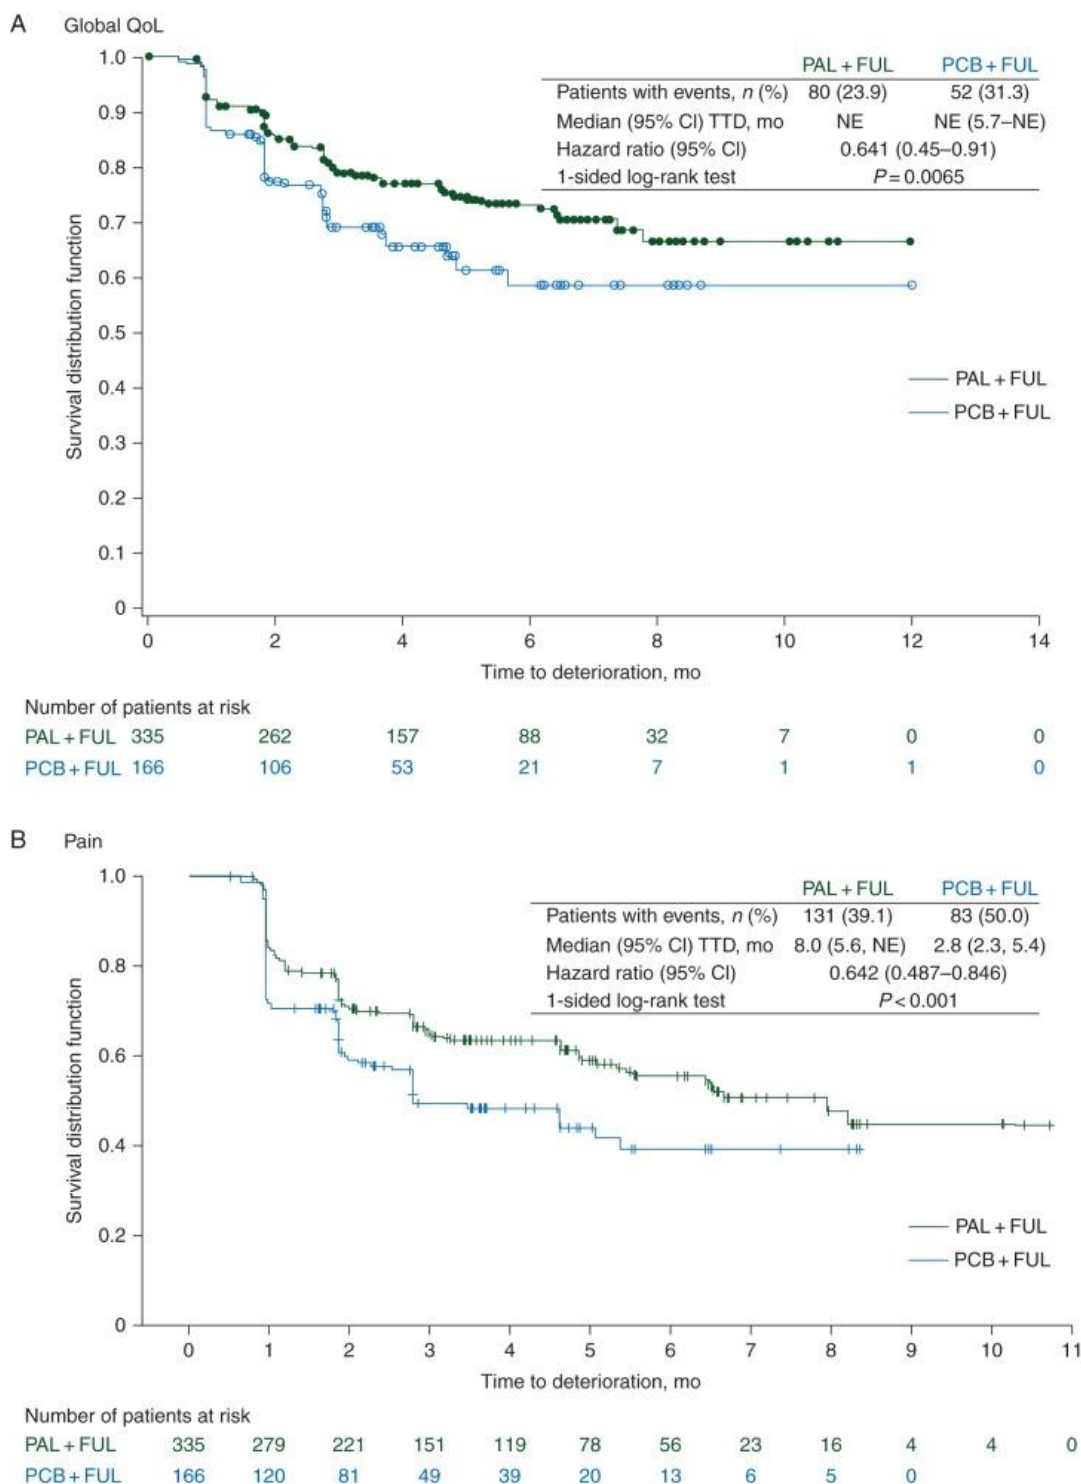 A Global QoL
PAL + FUL PCB + FUL
Patients with events, n (%) 80 (23.9) 52 (31.3)
Median (95% CI) TTD, mo NE NE (5.7–NE)
Hazard ratio (95% CI) 0.641 (0.45–0.91)
1-sided log-rank test P = 0.0065
1.0
0.9
0.8
0.7
0.6
0.5
0.4
0.3
0.2
0.1
0
Survival distribution function
PAL + FUL
PCB + FUL
0 2 4 6 8 10 12 14
Time to deterioration, mo
Number of patients at risk
PAL + FUL 335 262 157 88 32 7 0 0
PCB + FUL 166 106 53 21 7 1 1 0
B Pain
PAL + FUL PCB + FUL
Patients with events, n (%) 131 (39.1) 83 (50.0)
Median (95% CI) TTD, mo 8.0 (5.6, NE) 2.8 (2.3, 5.4)
Hazard ratio (95% CI) 0.642 (0.487–0.846)
1-sided log-rank test P < 0.001
1.0
0.8
0.6
0.4
0.2
0
Survival distribution function
PAL + FUL
PCB + FUL
0 1 2 3 4 5 6 7 8 9 10 11
Time to deterioration, mo
Number of patients at risk
PAL + FUL 335 279 221 151 119 78 56 23 16 4 4 0
PCB + FUL 166 120 81 49 39 20 13 6 5 0